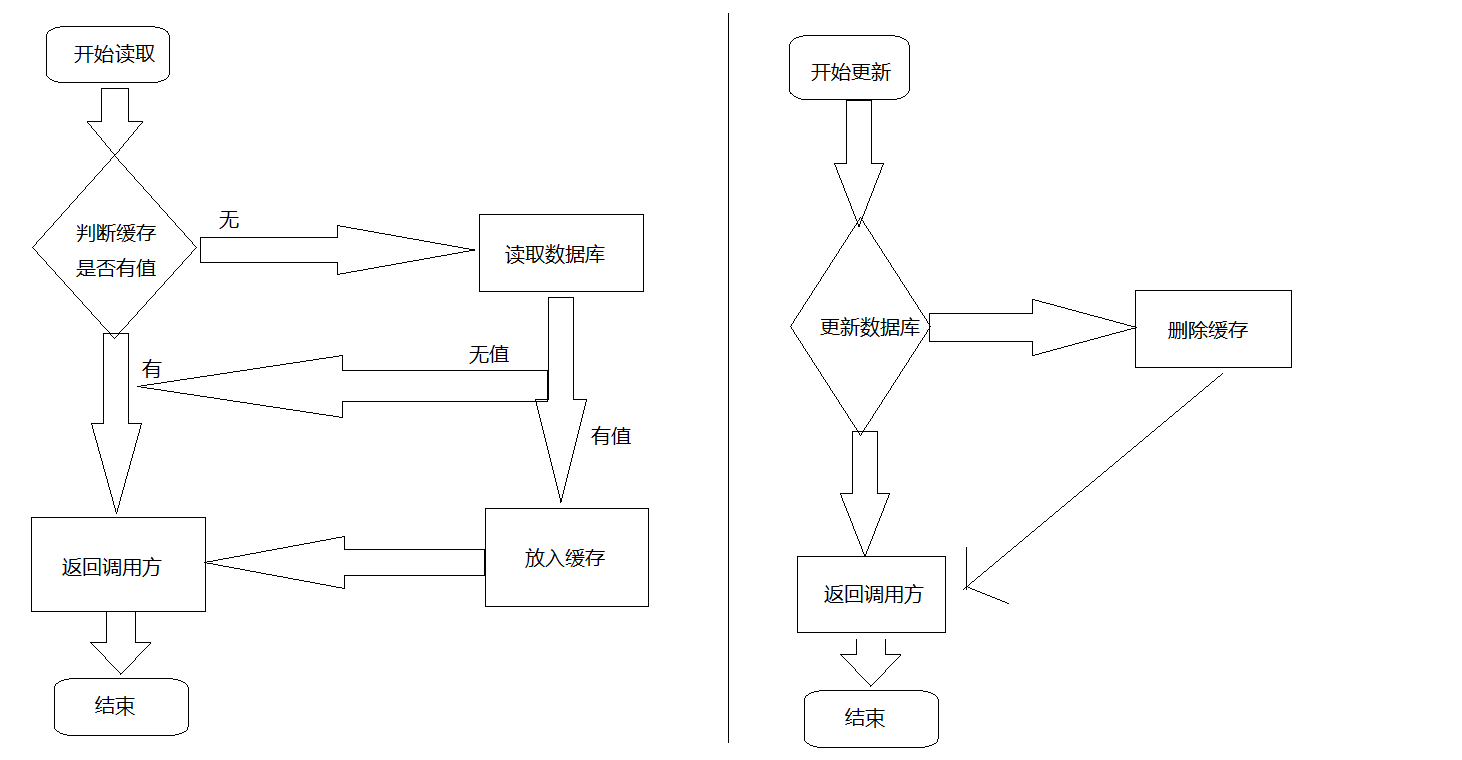 开始读取
判断缓存
是否有值
无
读取数据库
有
无值
有值
放入缓存
返回调用方
结束
开始更新
更新数据库
删除缓存
返回调用方
结束